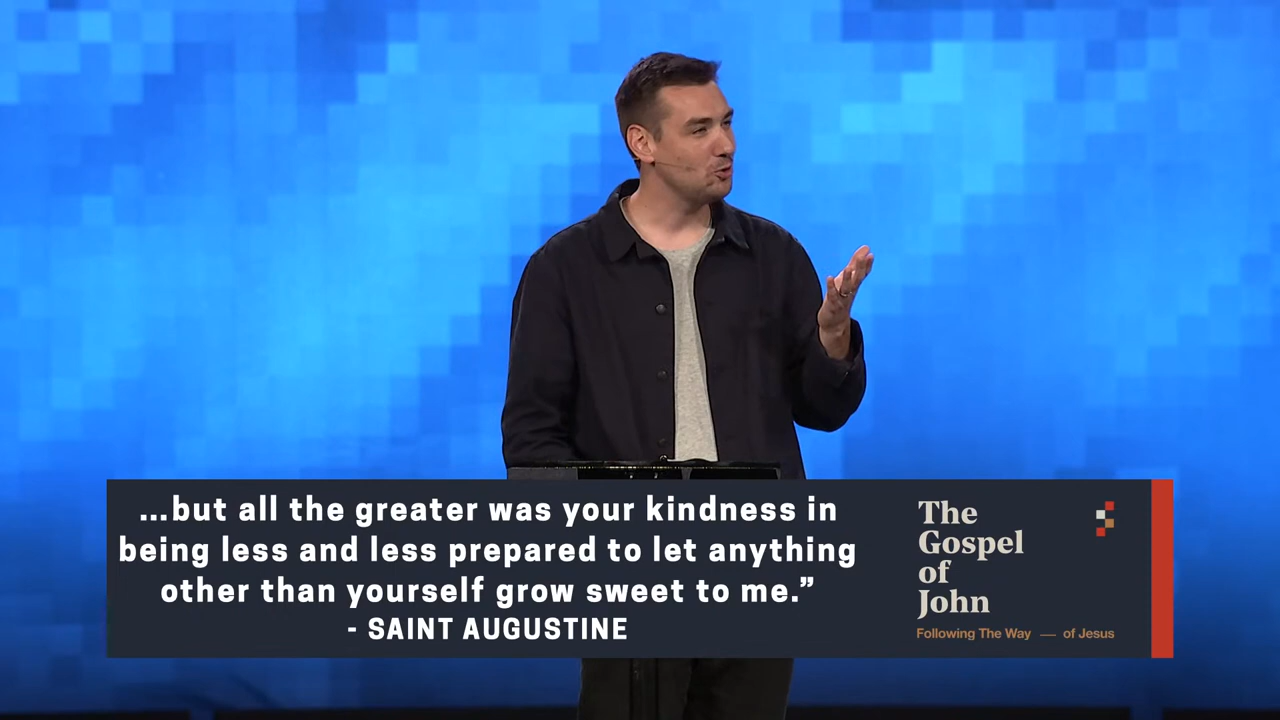 ...but all the greater was your kindness in
being less and less prepared to let anything
other than yourself grow sweet to me.”
- SAINT AUGUSTINE
The
Gospel
of
John
Following The Way — of Jesus